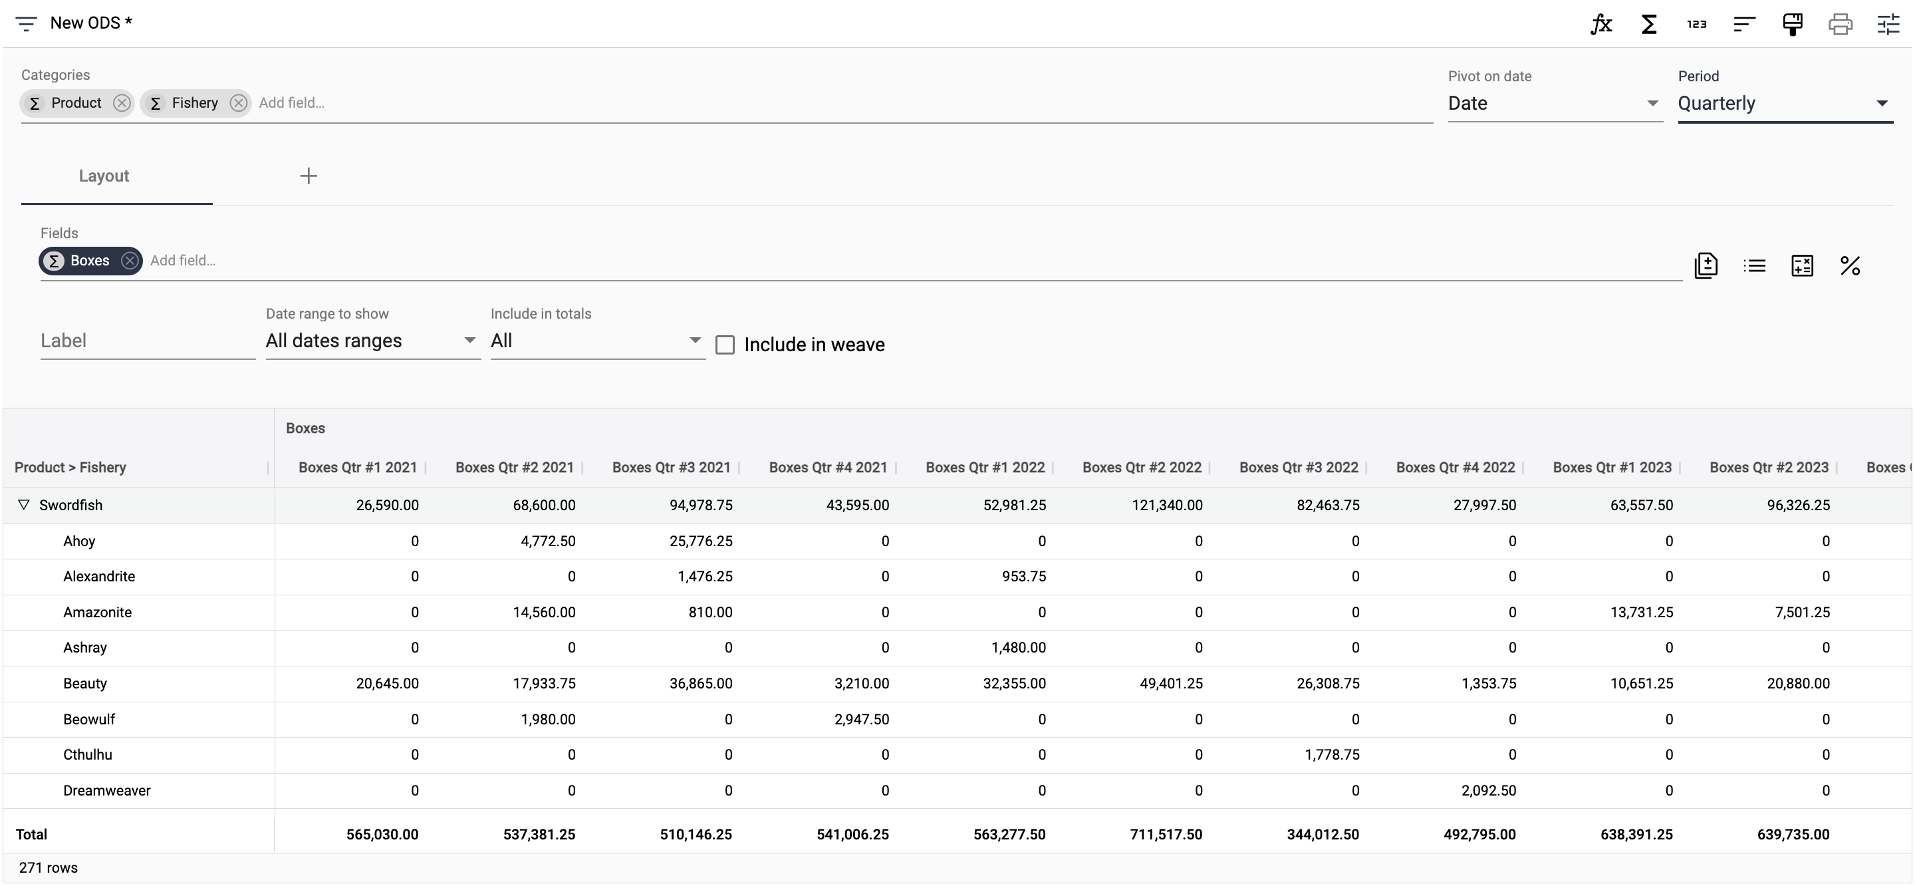 New ODS *
fx Σ 123
Categories
Σ Product Σ Fishery Add field...
Pivot on date
Date
Period
Quarterly
Layout +
Fields
Σ Boxes Add field...
Label
Date range to show
All dates ranges
Include in totals
All
Include in weave
Boxes
Product > Fishery Boxes Qtr #1 2021 Boxes Qtr #2 2021 Boxes Qtr #3 2021 Boxes Qtr #4 2021 Boxes Qtr #1 2022 Boxes Qtr #2 2022 Boxes Qtr #3 2022 Boxes Qtr #4 2022 Boxes Qtr #1 2023 Boxes Qtr #2 2023 Boxes
Swordfish 26,590.00 68,600.00 94,978.75 43,595.00 52,981.25 121,340.00 82,463.75 27,997.50 63,557.50 96,326.25
Ahoy 0 4,772.50 25,776.25 0 0 0 0 0 0 0
Alexandrite 0 0 1,476.25 0 953.75 0 0 0 0 0
Amazonite 0 14,560.00 810.00 0 0 0 0 0 13,731.25 7,501.25
Ashray 0 0 0 0 1,480.00 0 0 0 0 0
Beauty 20,645.00 17,933.75 36,865.00 3,210.00 32,355.00 49,401.25 26,308.75 1,353.75 10,651.25 20,880.00
Beowulf 0 1,980.00 0 2,947.50 0 0 0 0 0 0
Cthulhu 0 0 0 0 0 0 1,778.75 0 0 0
Dreamweaver 0 0 0 0 0 0 0 2,092.50 0 0
Total 565,030.00 537,381.25 510,146.25 541,006.25 563,277.50 711,517.50 344,012.50 492,795.00 638,391.25 639,735.00
271 rows